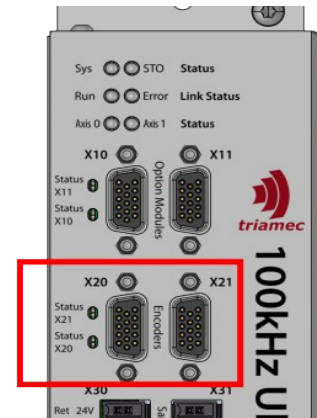 Sys STO Status
Run Error Link Status
Axis 0 Axis 1 Status
X10 X11
Status
X11
Status
X10
Option Modules
triamec
X20 X21
Status
X21
Status
X20
Encoders
100kHz
X30 X31
Ret 24V